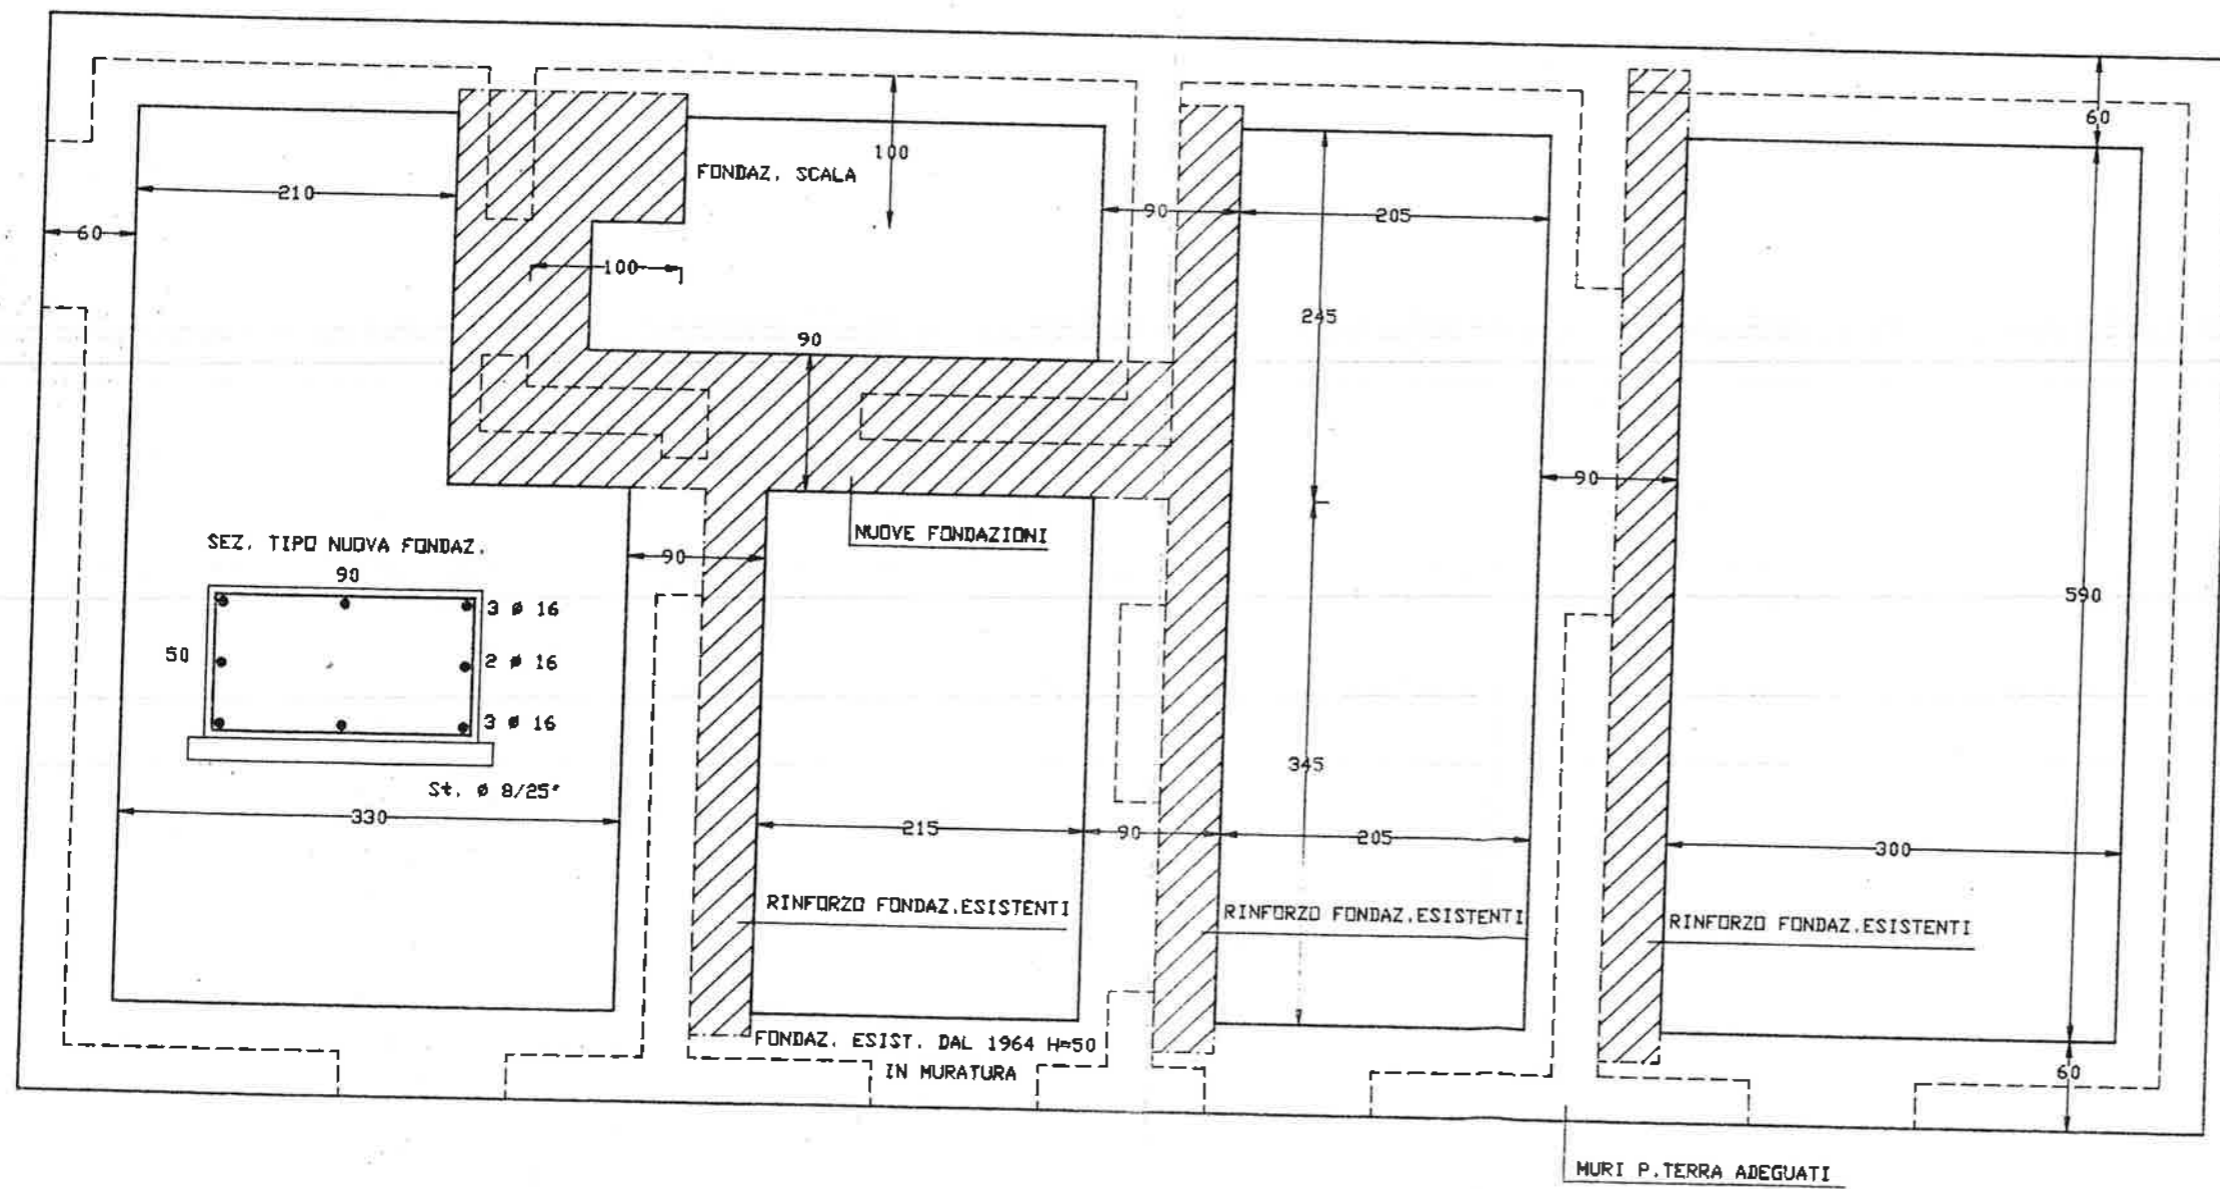 60
100
FONDAZ. SCALA
210
90
205
60
100
245
90
90
NUOVE FONDAZIONI
SEZ. TIPO NUOVA FONDAZ.
90
90
590
3 ø 16
50
2 ø 16
3 ø 16
345
St. ø 8/25"
330
215
90
205
300
RINFORZO FONDAZ.ESISTENTI
RINFORZO FONDAZ.ESISTENTI
RINFORZO FONDAZ.ESISTENTI
FONDAZ. ESIST. DAL 1964 H=50
IN MURATURA
60
MURI P.TERRA ADEGUATI